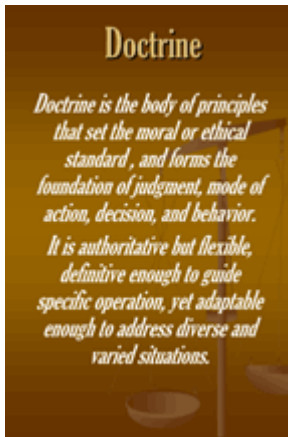 Doctrine
Doctrine is the body of principles
that set the moral or ethical
standard , and forms the
foundation of judgment, mode of
action, decision, and behavior.
It is authoritative but flexible,
definitive enough to guide
specific operation, yet adaptable
enough to address diverse and
varied situations.